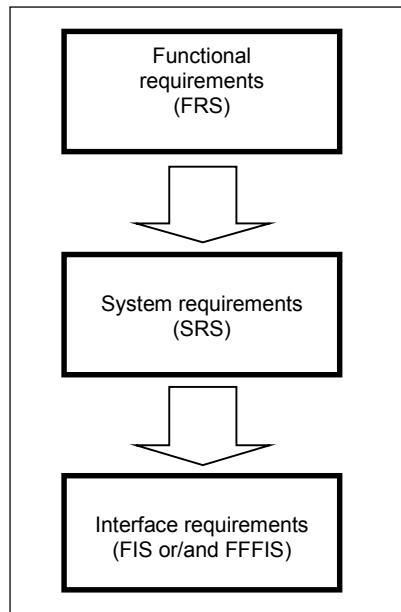 Functional
requirements
(FRS)
System requirements
(SRS)
Interface requirements
(FIS or/and FFFIS)